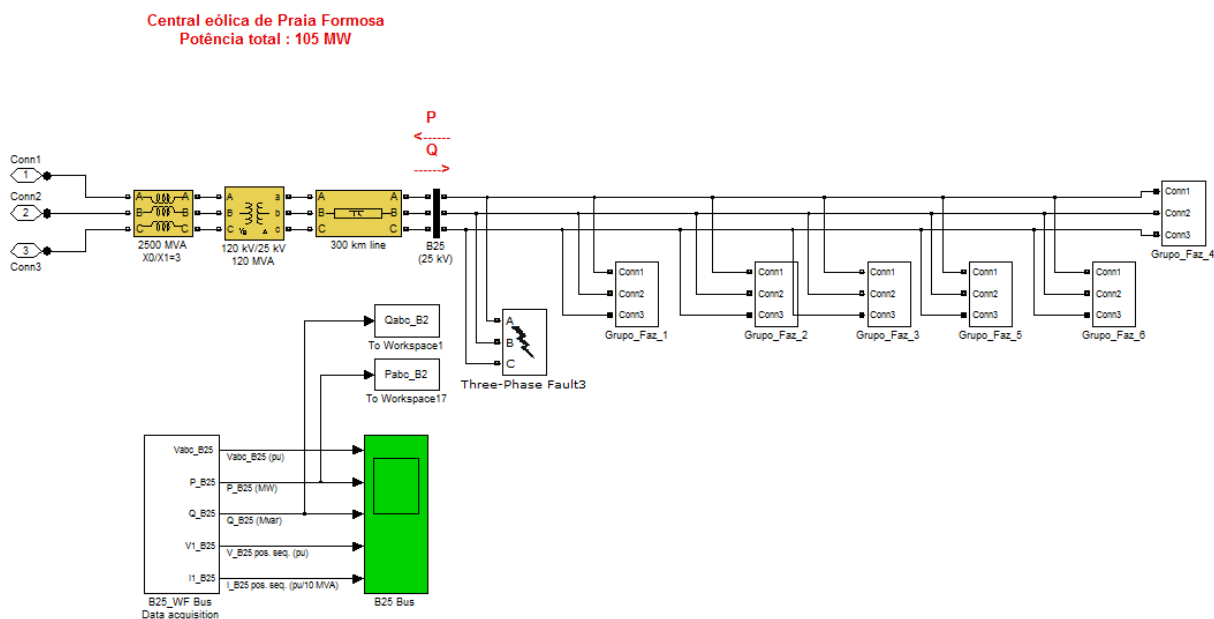 Central eólica de Praia Formosa
Potência total : 105 MW
P
<------
Q
------>
Conn1
1
Conn2
2
3
Conn3
A A
B B
C C
2500 MVA
X0/X1=3
A a
B b
C c
120 kV/25 kV
120 MVA
A A
B B
C C
300 km line
B25
(25 kV)
Conn1
Conn2
Conn3
Grupo_Faz_4
Conn1
Conn2
Conn3
Grupo_Faz_1
Conn1
Conn2
Conn3
Grupo_Faz_2
Conn1
Conn2
Conn3
Grupo_Faz_3
Conn1
Conn2
Conn3
Grupo_Faz_5
Conn1
Conn2
Conn3
Grupo_Faz_6
A
B
C
Three-Phase Fault3
Qabc_B2
To Workspace1
Pabc_B2
To Workspace17
Vabc_B25
P_B25
Q_B25
V1_B25
I1_B25
B25_WF Bus
Data acquisition
Vabc_B25 (pu)
P_B25 (MW)
Q_B25 (Mvar)
V_B25 pos. seq. (pu)
I_B25 pos. seq. (pu/10 MVA)
B25 Bus